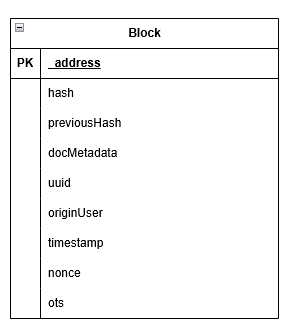 Block
PK _address
hash
previousHash
docMetadata
uuid
originUser
timestamp
nonce
ots